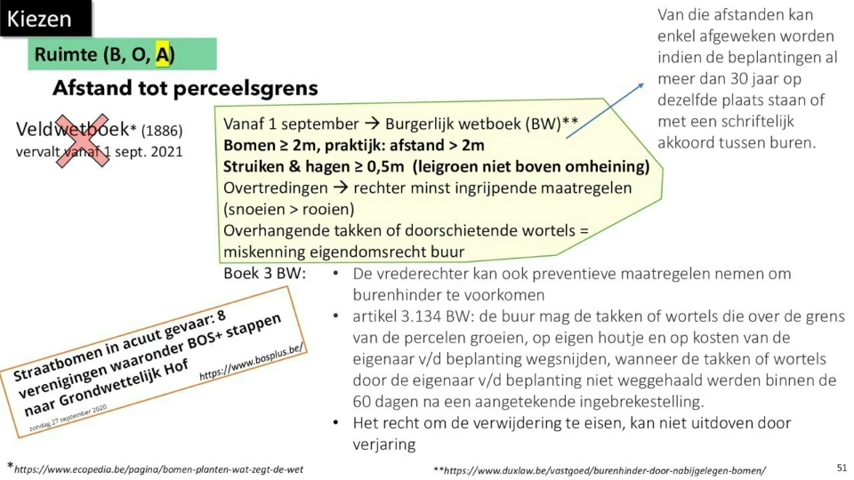 Kiezen
Ruimte (B, O, A)
Afstand tot perceelsgrens
Veldwetboek* (1886)
vervalt vanaf 1 sept. 2021
Vanaf 1 september → Burgerlijk wetboek (BW)**
Bomen ≥ 2m, praktijk: afstand > 2m
Struiken & hagen ≥ 0,5m (leigroen niet boven omheining)
Overtredingen → rechter minst ingrijpende maatregelen
(snoeien > rooien)
Overhangende takken of doorschietende wortels =
miskenning eigendomsrecht buur
Van die afstanden kan
enkel afgeweken worden
indien de beplantingen al
meer dan 30 jaar op
dezelfde plaats staan of
met een schriftelijk
akkoord tussen buren.
Boek 3 BW:
• De vrederechter kan ook preventieve maatregelen nemen om
burenhinder te voorkomen
• artikel 3.134 BW: de buur mag de takken of wortels die over de grens
van de percelen groeien, op eigen houtje en op kosten van de
eigenaar v/d beplanting wegsnijden, wanneer de takken of wortels
door de eigenaar v/d beplanting niet weggehaald werden binnen de
60 dagen na een aangetekende ingebrekestelling.
• Het recht om de verwijdering te eisen, kan niet uitdoven door
verjaring
Straatbomen in acuut gevaar: 8
verenigingen waaronder BOS+ stappen
naar Grondwettelijk Hof
https://www.bosplus.be/
zondag 27 september 2020
*https://www.ecopedia.be/pagina/bomen-planten-wat-zegt-de-wet
**https://www.duxlaw.be/vastgoed/burenhinder-door-nabijgelegen-bomen/
51